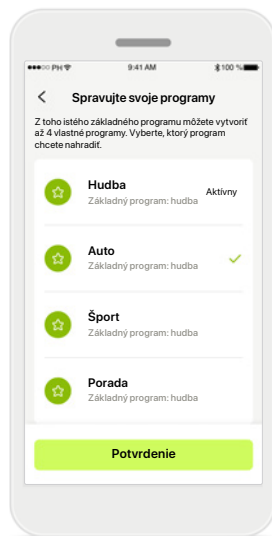 PH 9:41 AM 100 %
Spravujte svoje programy
Z toho istého základného programu môžete vytvoriť
až 4 vlastné programy. Vyberte, ktorý program
chcete nahradiť.
Hudba
Aktívny
Základný program: hudba
Auto
Základný program: hudba
Šport
Základný program: hudba
Porada
Základný program: hudba
Potvrdenie